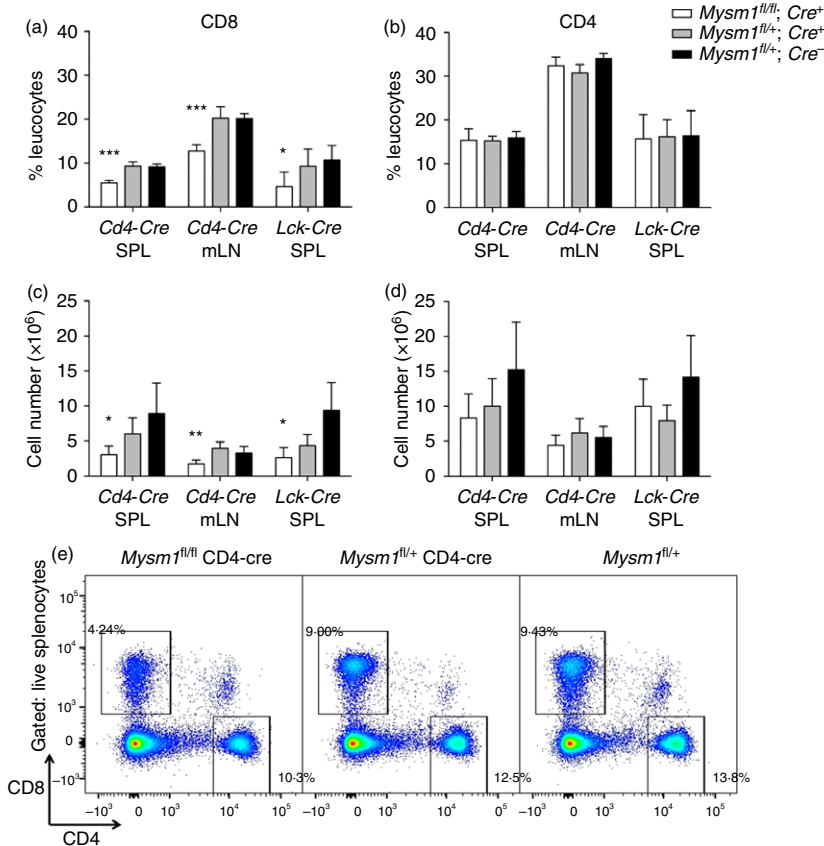 Mysm1fl/fl; Cre+
Mysm1fl/+; Cre+
Mysm1fl/+; Cre–
(a) CD8
% leucocytes
40
30
20
10
0
***
***
*
Cd4-Cre Cd4-Cre Lck-Cre
SPL mLN SPL
(b) CD4
% leucocytes
40
30
20
10
0
Cd4-Cre Cd4-Cre Lck-Cre
SPL mLN SPL
(c)
Cell number (×10⁶)
25
20
15
10
5
0
*
**
*
Cd4-Cre Cd4-Cre Lck-Cre
SPL mLN SPL
(d)
Cell number (×10⁶)
25
20
15
10
5
0
Cd4-Cre Cd4-Cre Lck-Cre
SPL mLN SPL
(e)
Mysm1fl/fl CD4-cre Mysm1fl/+ CD4-cre Mysm1fl/+
Gated: live splenocytes
10⁵
10⁴
10³
0
–10³
4·24% 9·00% 9·43%
10·3% 12·5% 13·8%
–10³ 0 10³ 10⁴ 10⁵ –10³ 0 10³ 10⁴ 10⁵ –10³ 0 10³ 10⁴ 10⁵
CD8
CD4